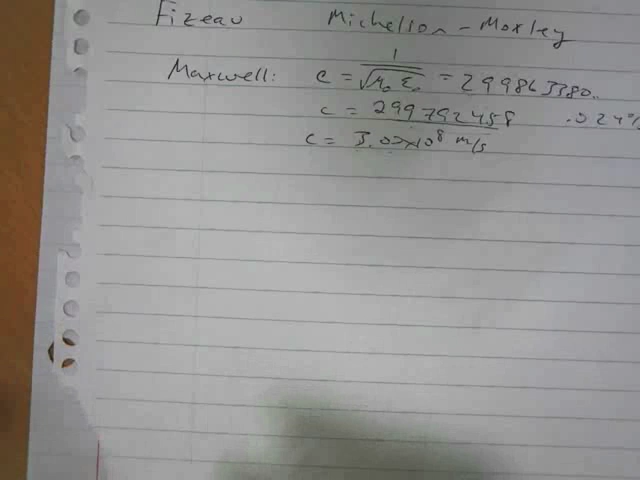 Fizeau Michelson - Morley
Maxwell: c = 1/√(μ₀ε₀) = 299863380..
c = 299792458 .024%
c = 3.00×10⁸ m/s